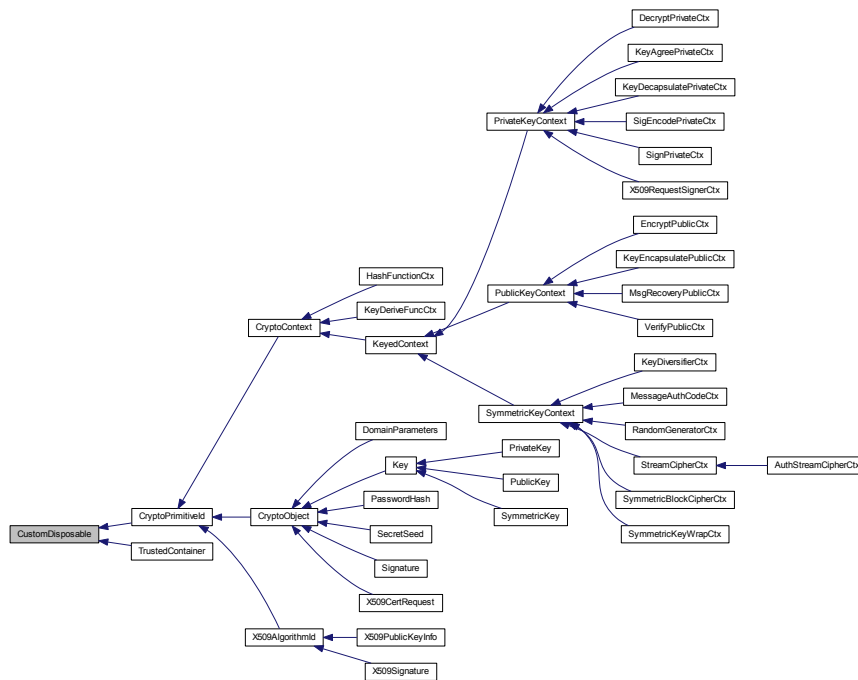 DecryptPrivateCtx
KeyAgreePrivateCtx
KeyDecapsulatePrivateCtx
PrivateKeyContext
SigEncodePrivateCtx
SignPrivateCtx
X509RequestSignerCtx
EncryptPublicCtx
KeyEncapsulatePublicCtx
HashFunctionCtx
PublicKeyContext
MsgRecoveryPublicCtx
KeyDeriveFuncCtx
CryptoContext
VerifyPublicCtx
KeyedContext
KeyDiversifierCtx
MessageAuthCodeCtx
SymmetricKeyContext
DomainParameters
RandomGeneratorCtx
PrivateKey
Key
StreamCipherCtx
AuthStreamCipherCtx
PublicKey
PasswordHash
SymmetricBlockCipherCtx
CryptoPrimitiveId
CryptoObject
SymmetricKey
CustomDisposable
SecretSeed
SymmetricKeyWrapCtx
TrustedContainer
Signature
X509CertRequest
X509AlgorithmId
X509PublicKeyInfo
X509Signature